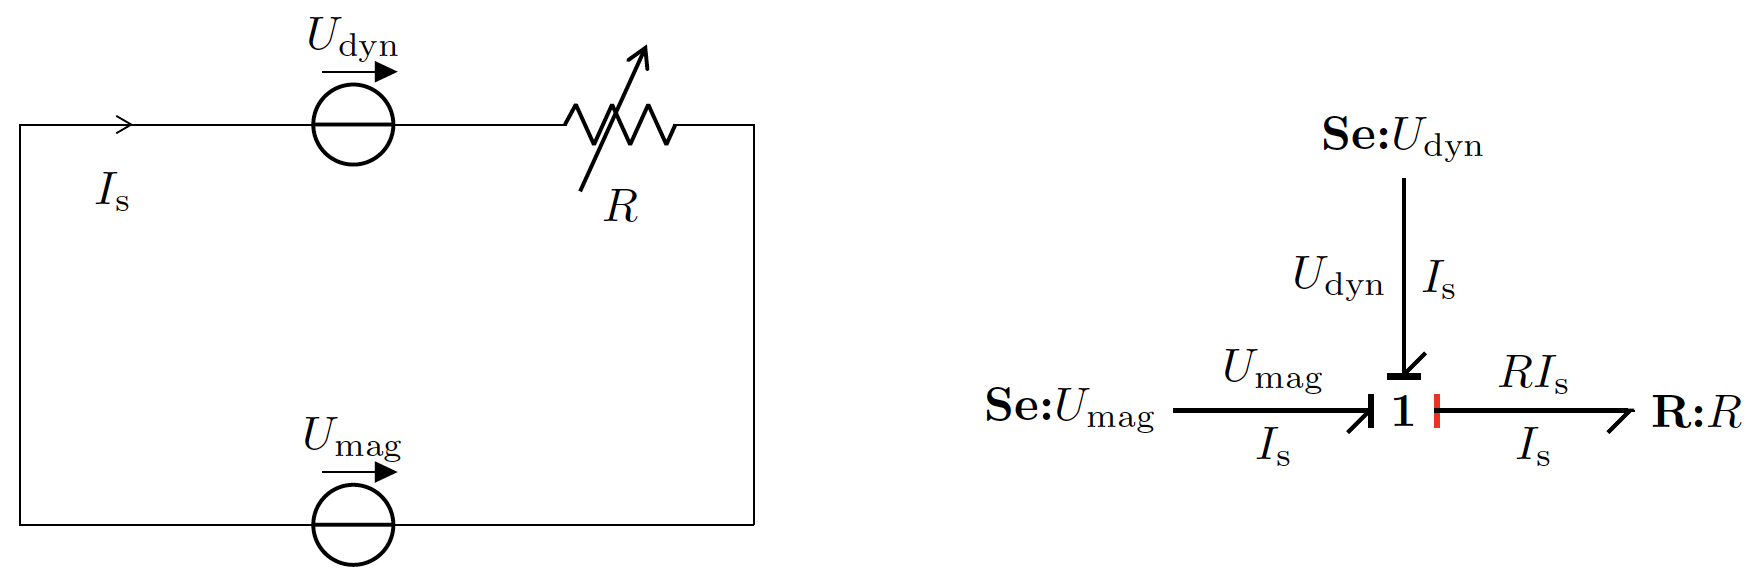 U_dyn
I_s
R
U_mag
Se:U_dyn
U_dyn I_s
U_mag
RI_s
Se:U_mag
1
R:R
I_s
I_s